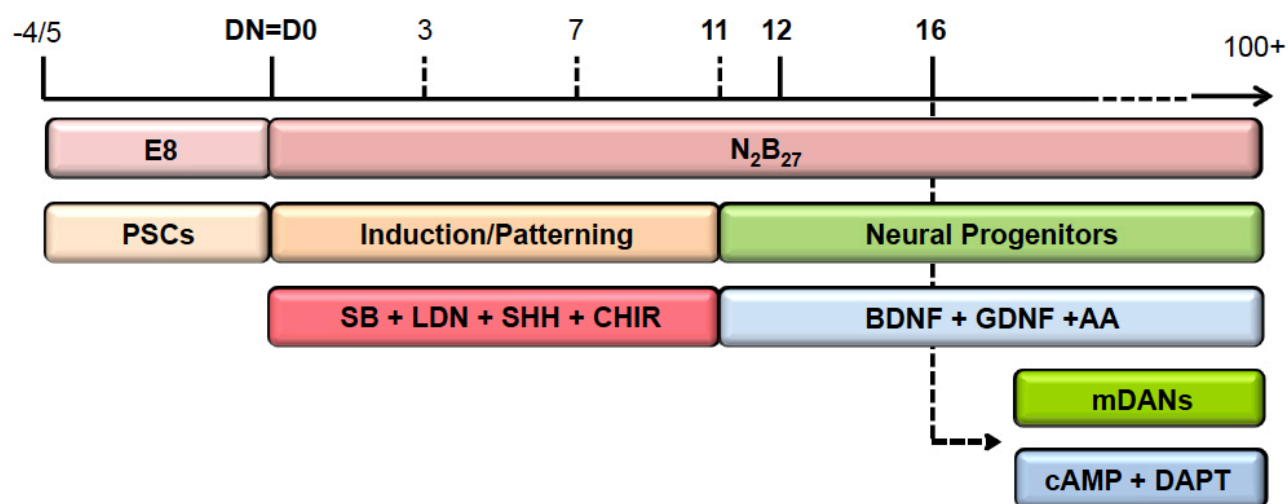 -4/5 DN=D0 3 7 11 12 16 100+
E8 N₂B₂₇
PSCs Induction/Patterning Neural Progenitors
SB + LDN + SHH + CHIR BDNF + GDNF +AA
mDANs
cAMP + DAPT